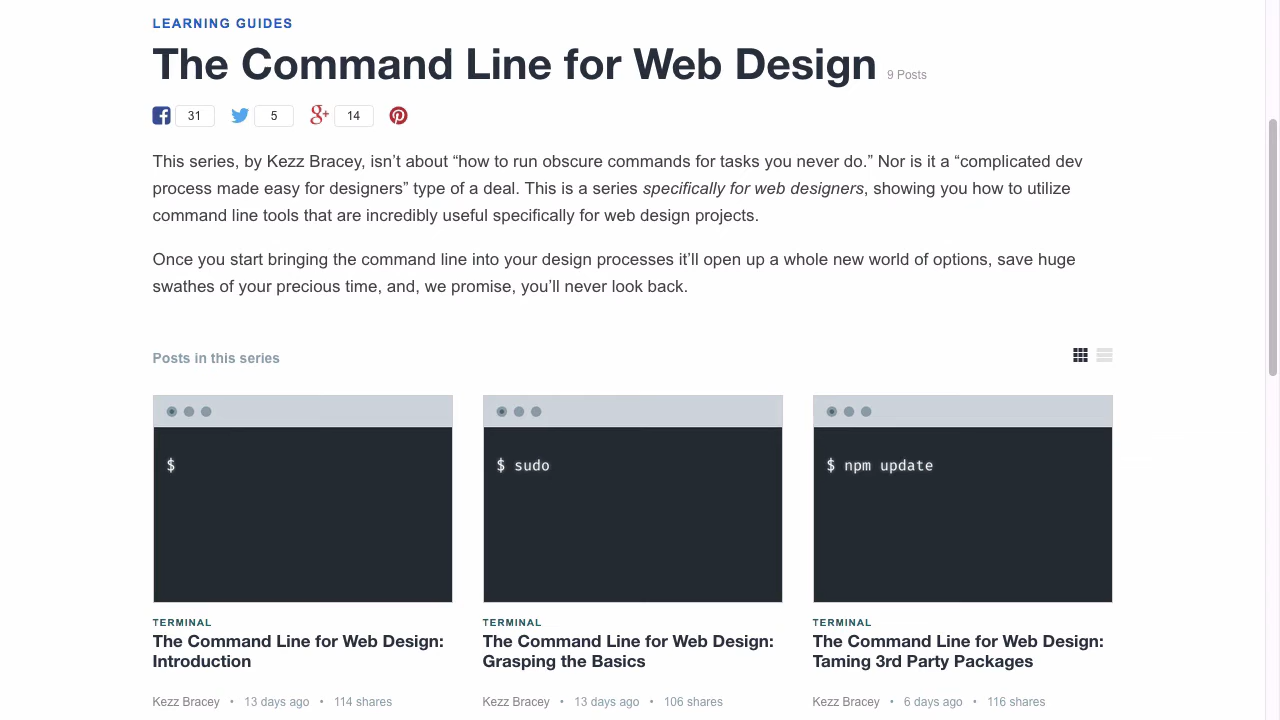 LEARNING GUIDES
The Command Line for Web Design 9 Posts
31 5 14
This series, by Kezz Bracey, isn’t about “how to run obscure commands for tasks you never do.” Nor is it a “complicated dev
process made easy for designers” type of a deal. This is a series specifically for web designers, showing you how to utilize
command line tools that are incredibly useful specifically for web design projects.
Once you start bringing the command line into your design processes it’ll open up a whole new world of options, save huge
swathes of your precious time, and, we promise, you’ll never look back.
Posts in this series
$
$ sudo
$ npm update
TERMINAL
The Command Line for Web Design:
Introduction
Kezz Bracey • 13 days ago • 114 shares
TERMINAL
The Command Line for Web Design:
Grasping the Basics
Kezz Bracey • 13 days ago • 106 shares
TERMINAL
The Command Line for Web Design:
Taming 3rd Party Packages
Kezz Bracey • 6 days ago • 116 shares